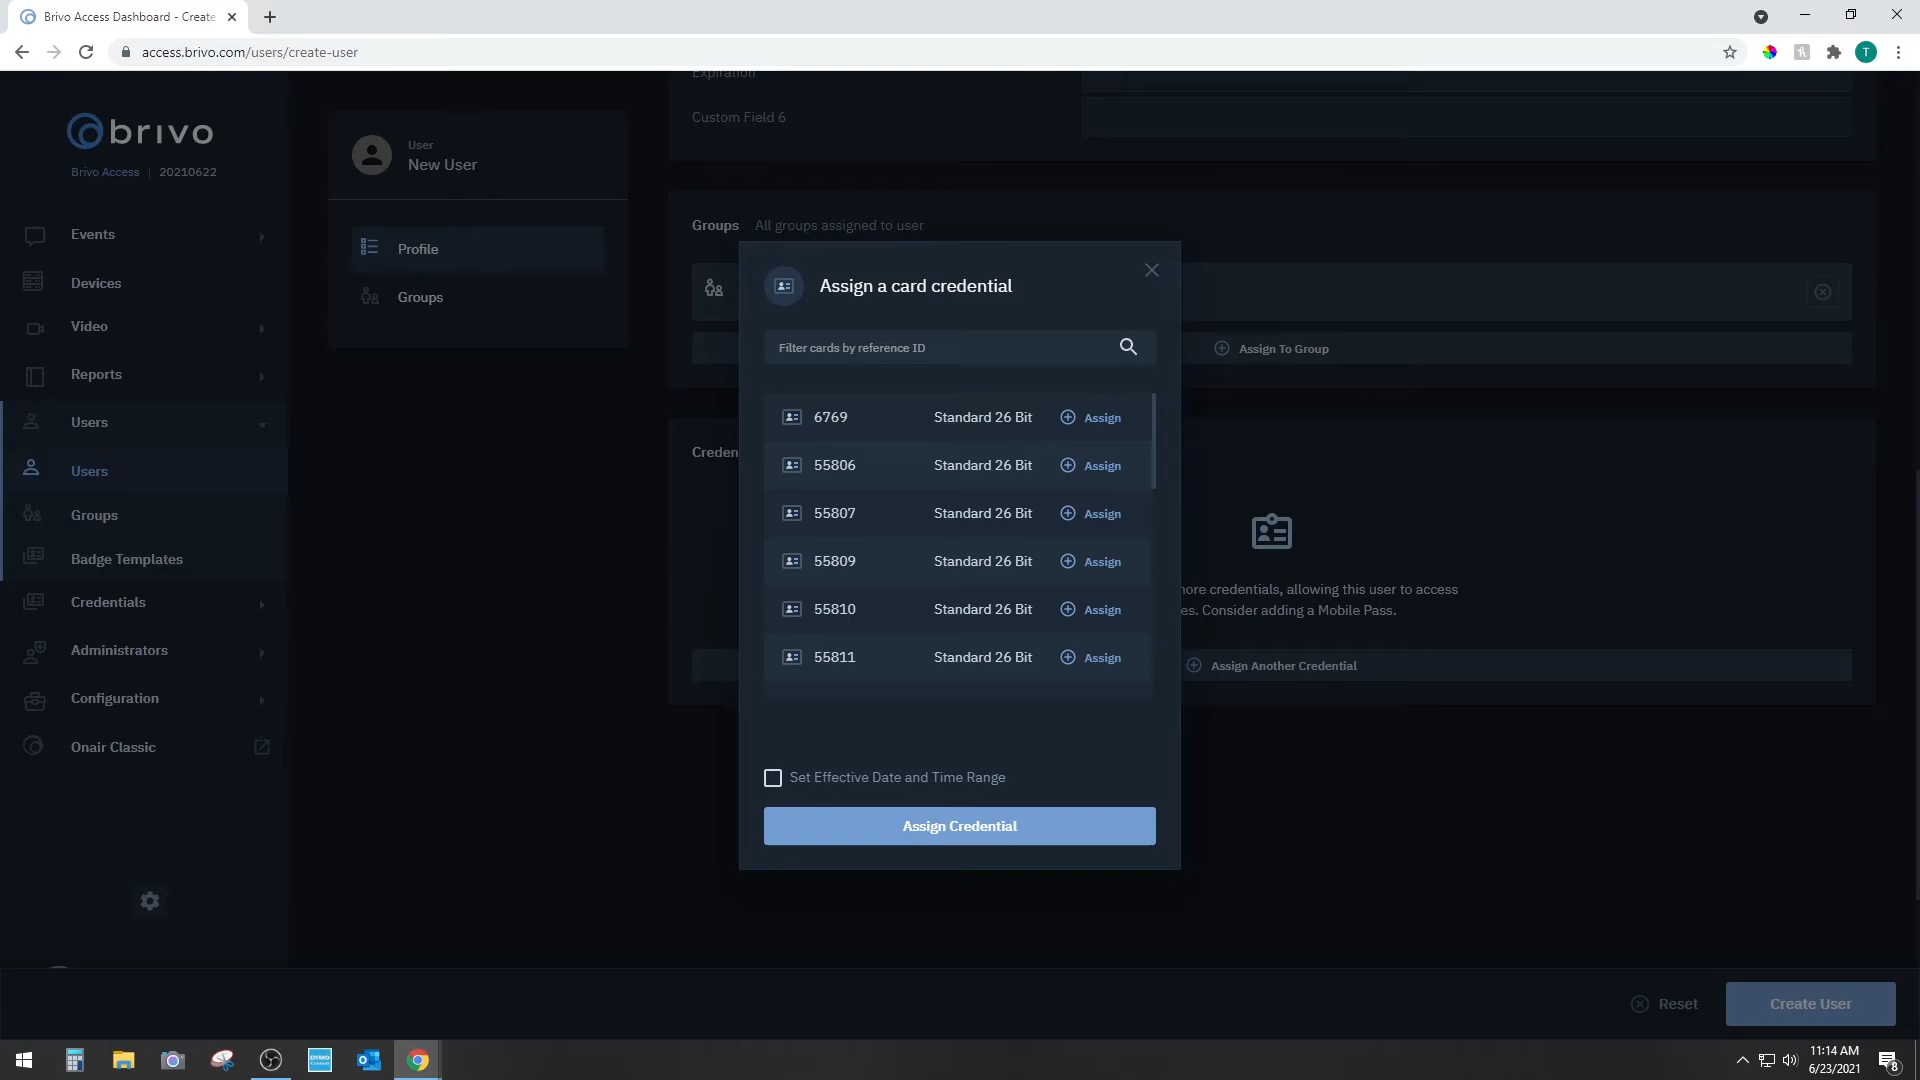 Brivo Access Dashboard - Create
access.brivo.com/users/create-user
T
brivo
Brivo Access | 20210622
Events
Devices
Video
Reports
Users
Users
Groups
Badge Templates
Credentials
Administrators
Configuration
Onair Classic
User
New User
Profile
Groups
Expiration
Custom Field 6
Groups All groups assigned to user
Assign To Group
Creden
more credentials, allowing this user to access
es. Consider adding a Mobile Pass.
Assign Another Credential
Assign a card credential
Filter cards by reference ID
6769 Standard 26 Bit Assign
55806 Standard 26 Bit Assign
55807 Standard 26 Bit Assign
55809 Standard 26 Bit Assign
55810 Standard 26 Bit Assign
55811 Standard 26 Bit Assign
Set Effective Date and Time Range
Assign Credential
Reset
Create User
DYMO
11:14 AM
6/23/2021
8